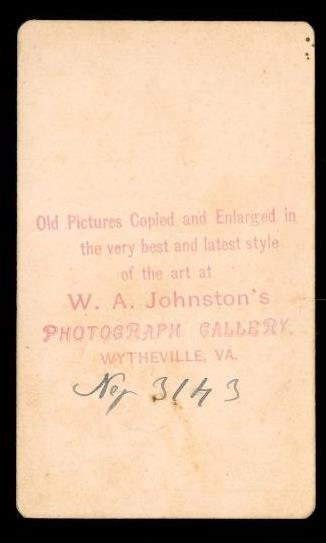 Old Pictures Copied and Enlarged in
the very best and latest style
of the art at
W. A. Johnston's
PHOTOGRAPH GALLERY.
WYTHEVILLE, VA.
Neg 3143